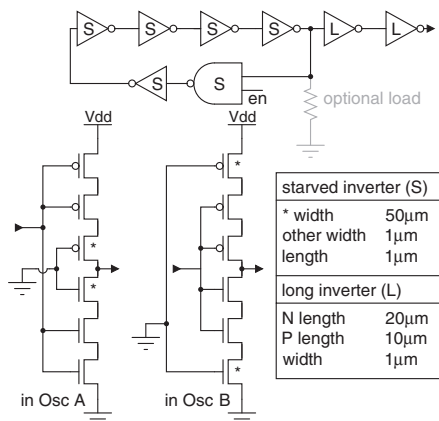 S S S S L L
S S
en
optional load
Vdd Vdd
*
*
*
*
in Osc A in Osc B
starved inverter (S)
* width 50μm
other width 1μm
length 1μm
long inverter (L)
N length 20μm
P length 10μm
width 1μm